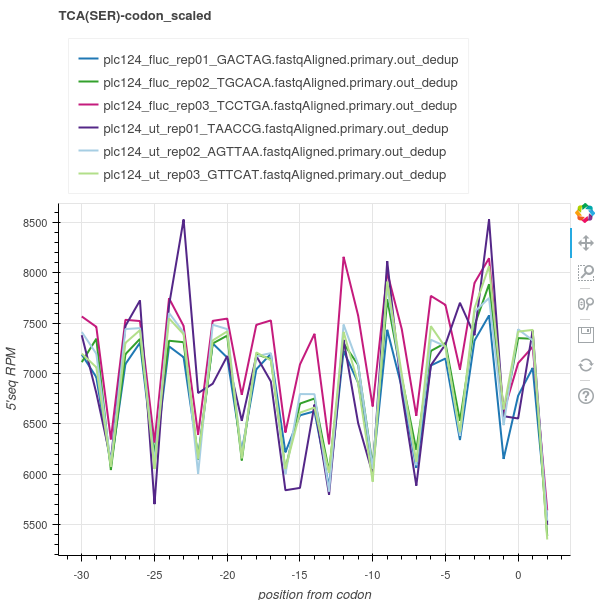 TCA(SER)-codon_scaled
plc124_fluc_rep01_GACTAG.fastqAligned.primary.out_dedup
plc124_fluc_rep02_TGCACA.fastqAligned.primary.out_dedup
plc124_fluc_rep03_TCCTGA.fastqAligned.primary.out_dedup
plc124_ut_rep01_TAACCG.fastqAligned.primary.out_dedup
plc124_ut_rep02_AGTTAA.fastqAligned.primary.out_dedup
plc124_ut_rep03_GTTCAT.fastqAligned.primary.out_dedup
8500
8000
7500
7000
6500
6000
5500
5'seq RPM
-30 -25 -20 -15 -10 -5 0
position from codon